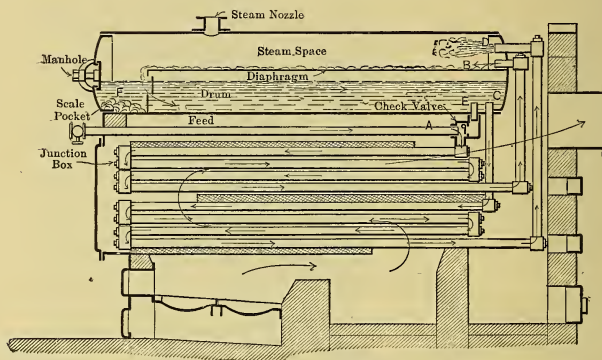 Steam Nozzle
Steam Space
D
Manhole
B
Diaphragm
F
Drum
C
Scale
Pocket
Check Valve
E
Feed
A
Junction
Box